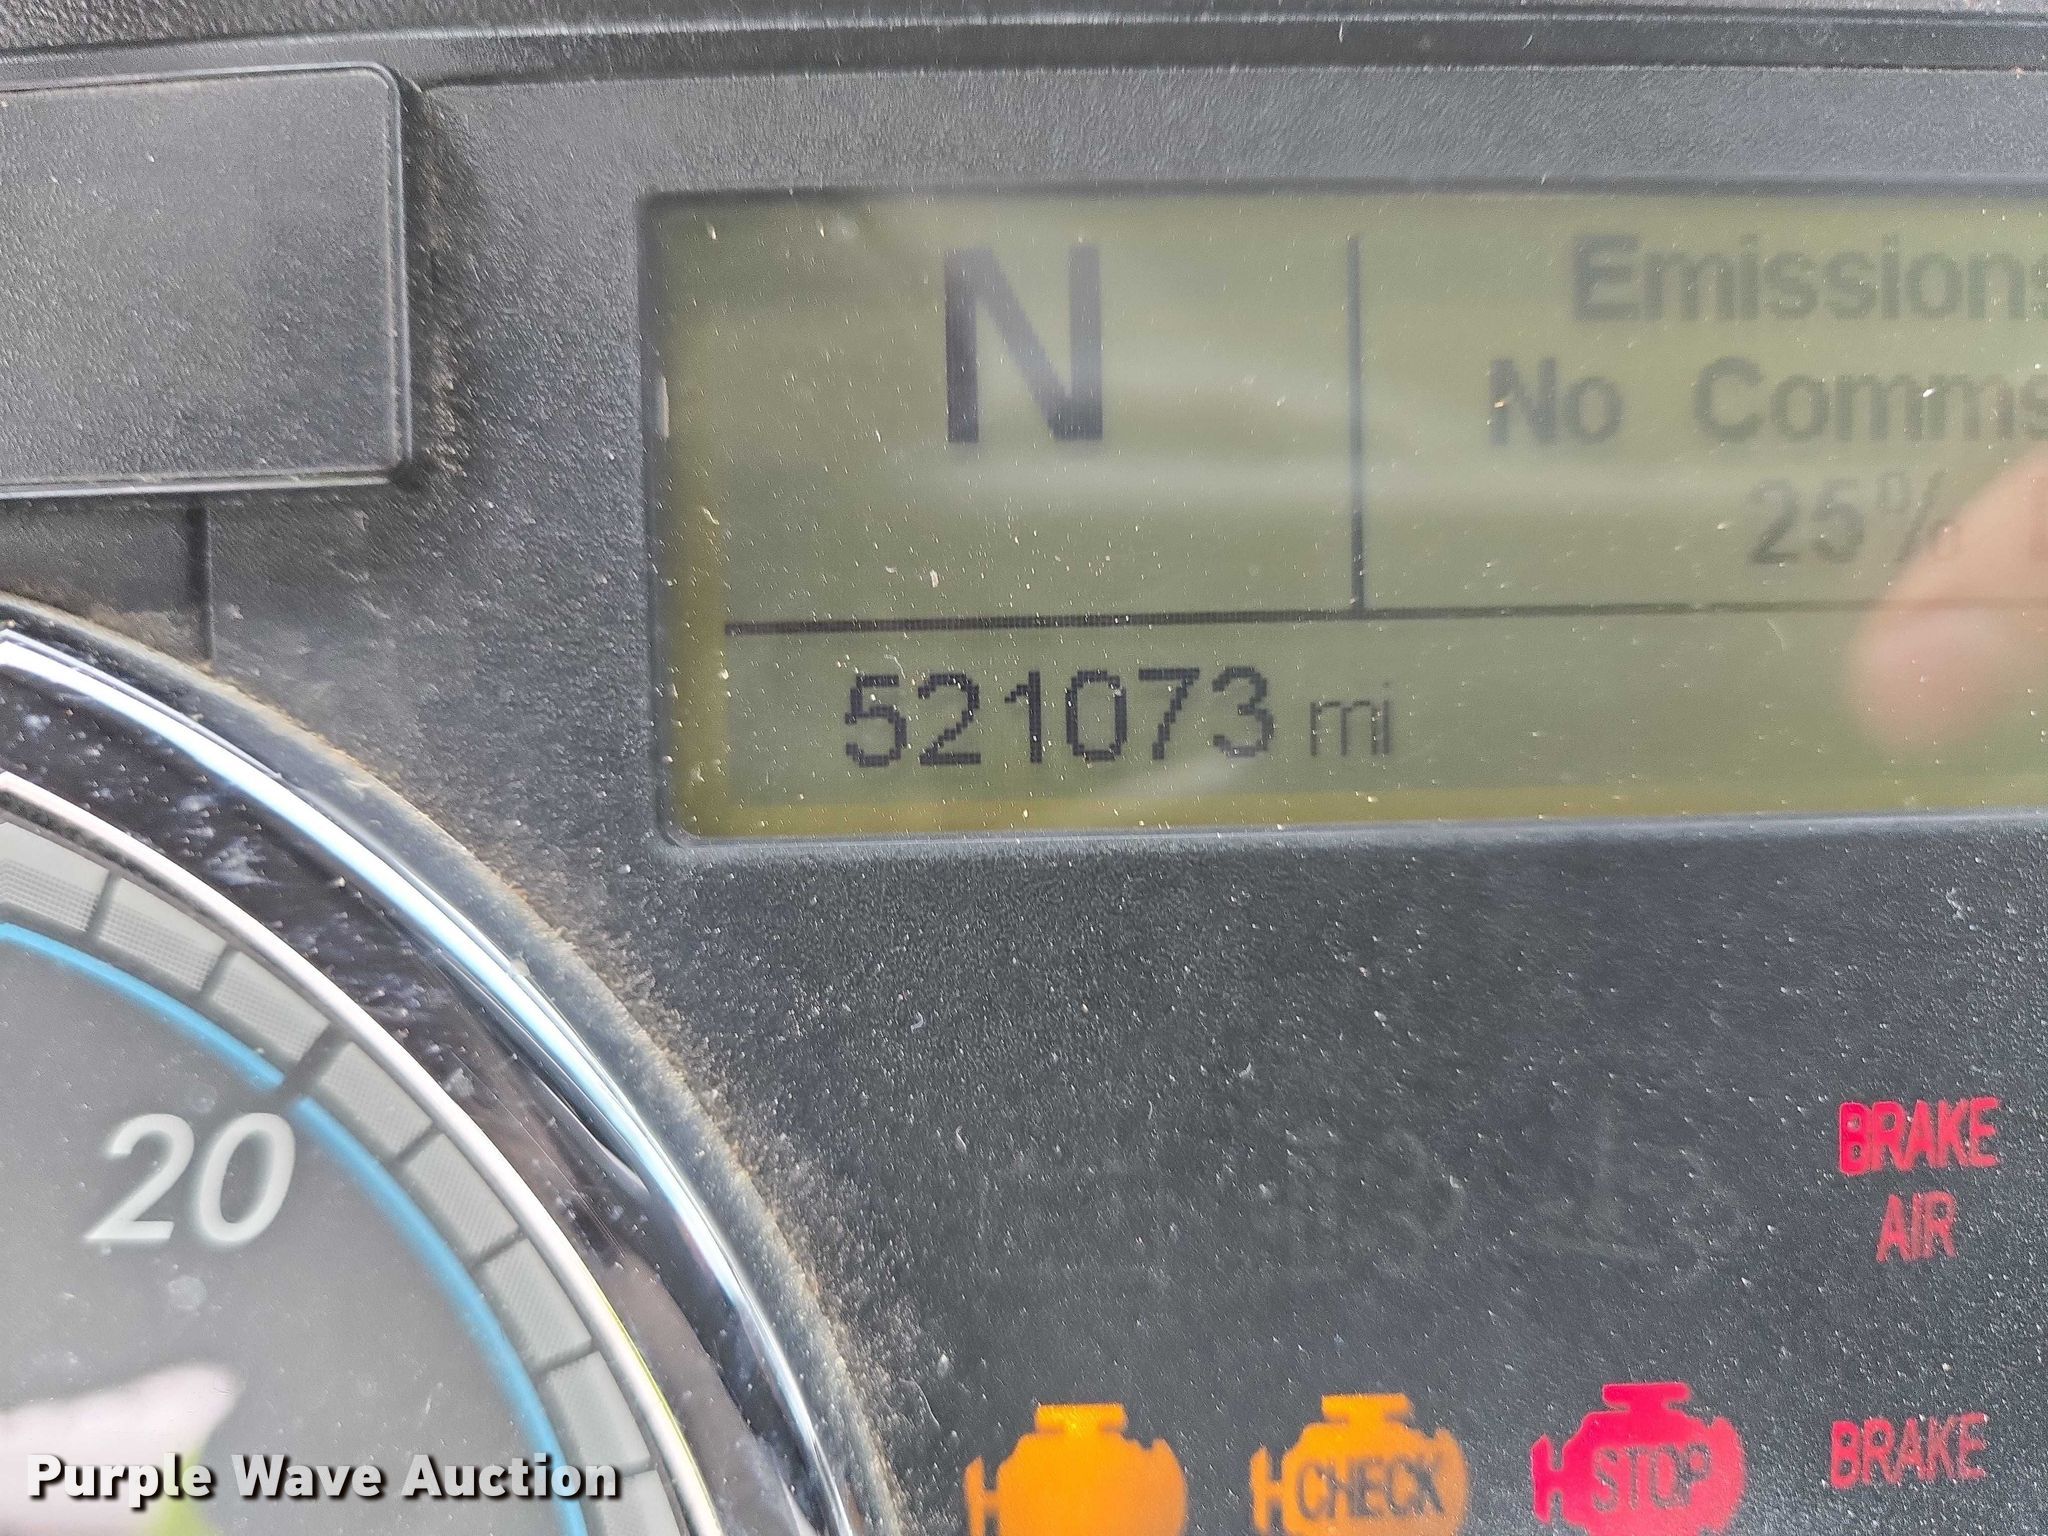 N
Emissions
No Comms
25%
521073 mi
20
BRAKE
AIR
CHECK
STOP
BRAKE
Purple Wave Auction